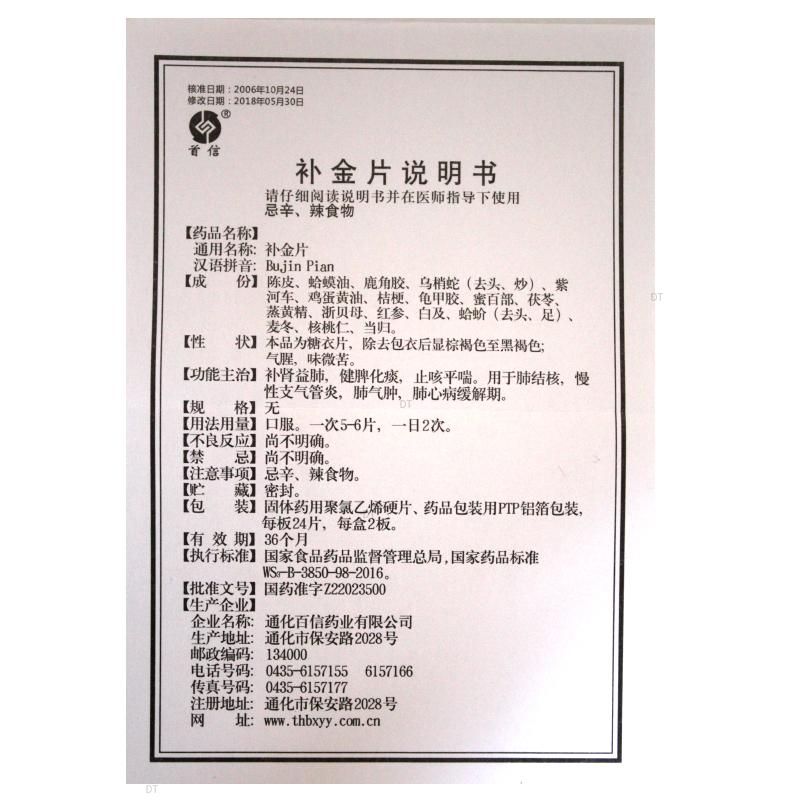 核准日期：2006年10月24日
修改日期：2018年05月30日
®
首信
补金片说明书
请仔细阅读说明书并在医师指导下使用
忌辛、辣食物
【药品名称】
通用名称：补金片
汉语拼音：Bujin Pian
【成　份】陈皮、蛤蟆油、鹿角胶、乌梢蛇（去头、炒）、紫
河车、鸡蛋黄油、桔梗、龟甲胶、蜜百部、茯苓、
蒸黄精、浙贝母、红参、白及、蛤蚧（去头、足）、
麦冬、核桃仁、当归。
【性　状】本品为糖衣片，除去包衣后显棕褐色至黑褐色；
气腥，味微苦。
【功能主治】补肾益肺，健脾化痰，止咳平喘。用于肺结核，慢
性支气管炎，肺气肿，肺心病缓解期。
【规　格】无
【用法用量】口服。一次5-6片，一日2次。
【不良反应】尚不明确。
【禁　忌】尚不明确。
【注意事项】忌辛、辣食物。
【贮　藏】密封。
【包　装】固体药用聚氯乙烯硬片、药品包装用PTP铝箔包装，
每板24片，每盒2板。
【有 效 期】36个月
【执行标准】国家食品药品监督管理总局，国家药品标准
WS₃-B-3850-98-2016。
【批准文号】国药准字Z22023500
【生产企业】
企业名称：通化百信药业有限公司
生产地址：通化市保安路2028号
邮政编码：134000
电话号码：0435-6157155　6157166
传真号码：0435-6157177
注册地址：通化市保安路2028号
网　址：www.thbxyy.com.cn
DT
DT
DT